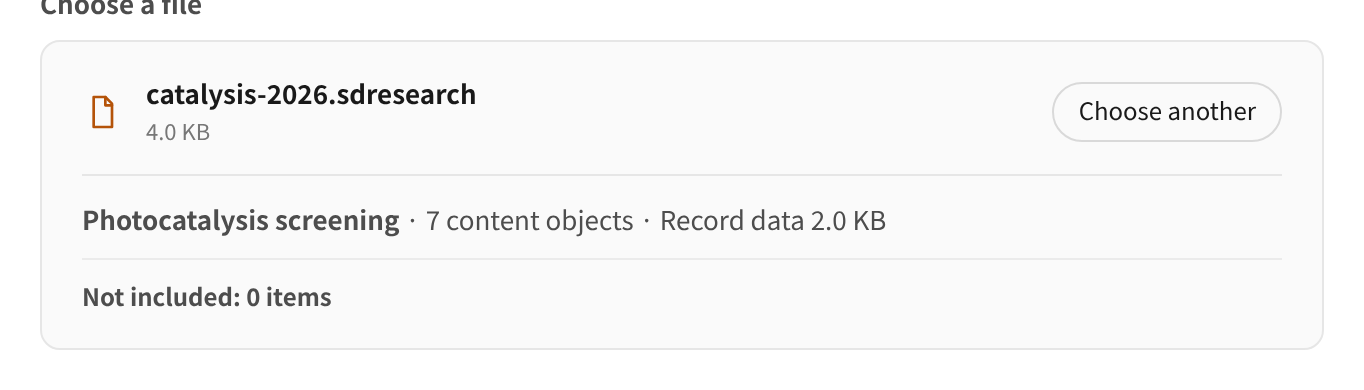 Choose a file
catalysis-2026.sdresearch
4.0 KB
Choose another
Photocatalysis screening · 7 content objects · Record data 2.0 KB
Not included: 0 items